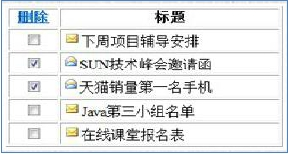 删除 标题
下周项目辅导安排
SUN技术峰会邀请函
天猫销量第一名手机
Java第三小组名单
在线课堂报名表